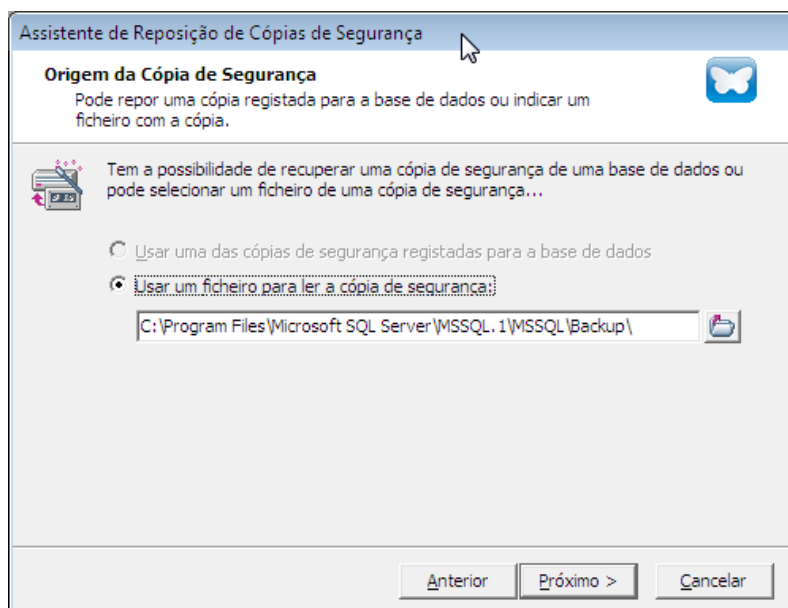 Assistente de Reposição de Cópias de Segurança
Origem da Cópia de Segurança
Pode repor uma cópia registada para a base de dados ou indicar um
ficheiro com a cópia.
Tem a possibilidade de recuperar uma cópia de segurança de uma base de dados ou
pode selecionar um ficheiro de uma cópia de segurança...
Usar uma das cópias de segurança registadas para a base de dados
Usar um ficheiro para ler a cópia de segurança:
C:\Program Files\Microsoft SQL Server\MSSQL.1\MSSQL\Backup\
Anterior Próximo > Cancelar